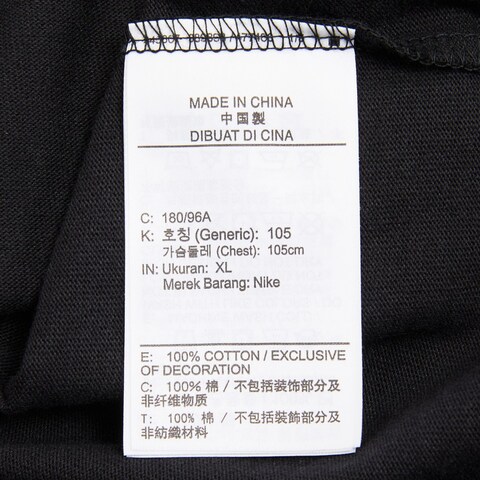 MADE IN CHINA
中国製
DIBUAT DI CINA
C: 180/96A
K: 호칭 (Generic): 105
가슴둘레 (Chest): 105cm
IN: Ukuran: XL
Merek Barang: Nike
E: 100% COTTON / EXCLUSIVE
OF DECORATION
C: 100% 棉 / 不包括装饰部分及
非纤维物质
T: 100% 棉 / 不包括裝飾部分及
非紡織材料